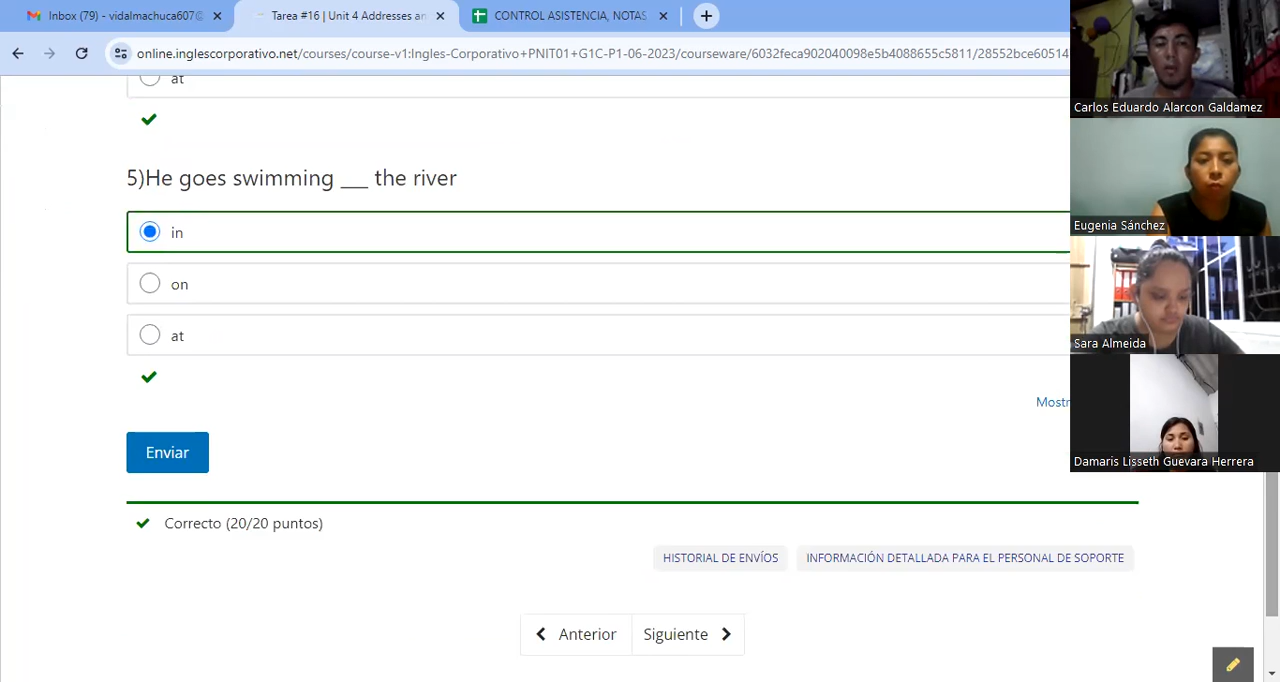 Inbox (79) - vidalmachuca607@
Tarea #16 | Unit 4 Addresses an
CONTROL ASISTENCIA, NOTAS
online.inglescorporativo.net/courses/course-v1:Ingles-Corporativo+PNIT01+G1C-P1-06-2023/courseware/6032feca902040098e5b4088655c5811/28552bce60514
at
5)He goes swimming ___ the river
in
on
at
Mostr
Enviar
Correcto (20/20 puntos)
HISTORIAL DE ENVÍOS
INFORMACIÓN DETALLADA PARA EL PERSONAL DE SOPORTE
Anterior
Siguiente
Carlos Eduardo Alarcon Galdamez
Eugenia Sánchez
Sara Almeida
Damaris Lisseth Guevara Herrera